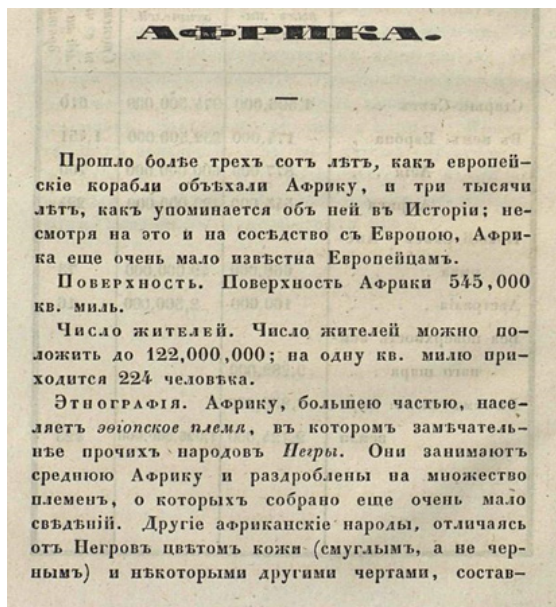 АФРИКА.
Прошло болѣе трехъ сотъ лѣтъ, какъ европей-
скіе корабли объѣхали Африку, и три тысячи
лѣтъ, какъ упоминается объ ней въ Исторіи; не-
смотря на это и на сосѣдство съ Европою, Афри-
ка еще очень мало извѣстна Европейцамъ.
Поверхность. Поверхность Африки 545,000
кв. миль.
Число жителей. Число жителей можно по-
ложить до 122,000,000; на одну кв. милю при-
ходится 224 человѣка.
Этнографія. Африку, большею частью, насе-
ляетъ эѳіопское племя, въ которомъ замѣчатель-
нѣе прочихъ народовъ Негры. Они занимаютъ
среднюю Африку и раздроблены на множество
племенъ, о которыхъ собрано еще очень мало
свѣдѣній. Другіе африканскіе народы, отличаясь
отъ Негровъ цвѣтомъ кожи (смуглымъ, а не чер-
нымъ) и нѣкоторыми другими чертами, состав-